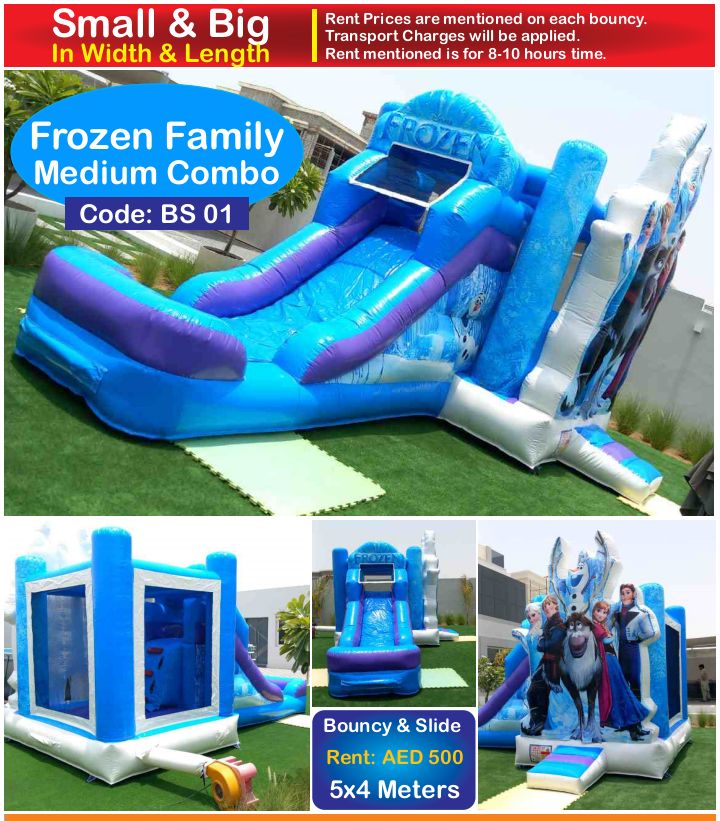 Small & Big
In Width & Length
Rent Prices are mentioned on each bouncy.
Transport Charges will be applied.
Rent mentioned is for 8-10 hours time.
Frozen Family
Medium Combo
Code: BS 01
FROZEN
FROZEN
Bouncy & Slide
Rent: AED 500
5x4 Meters